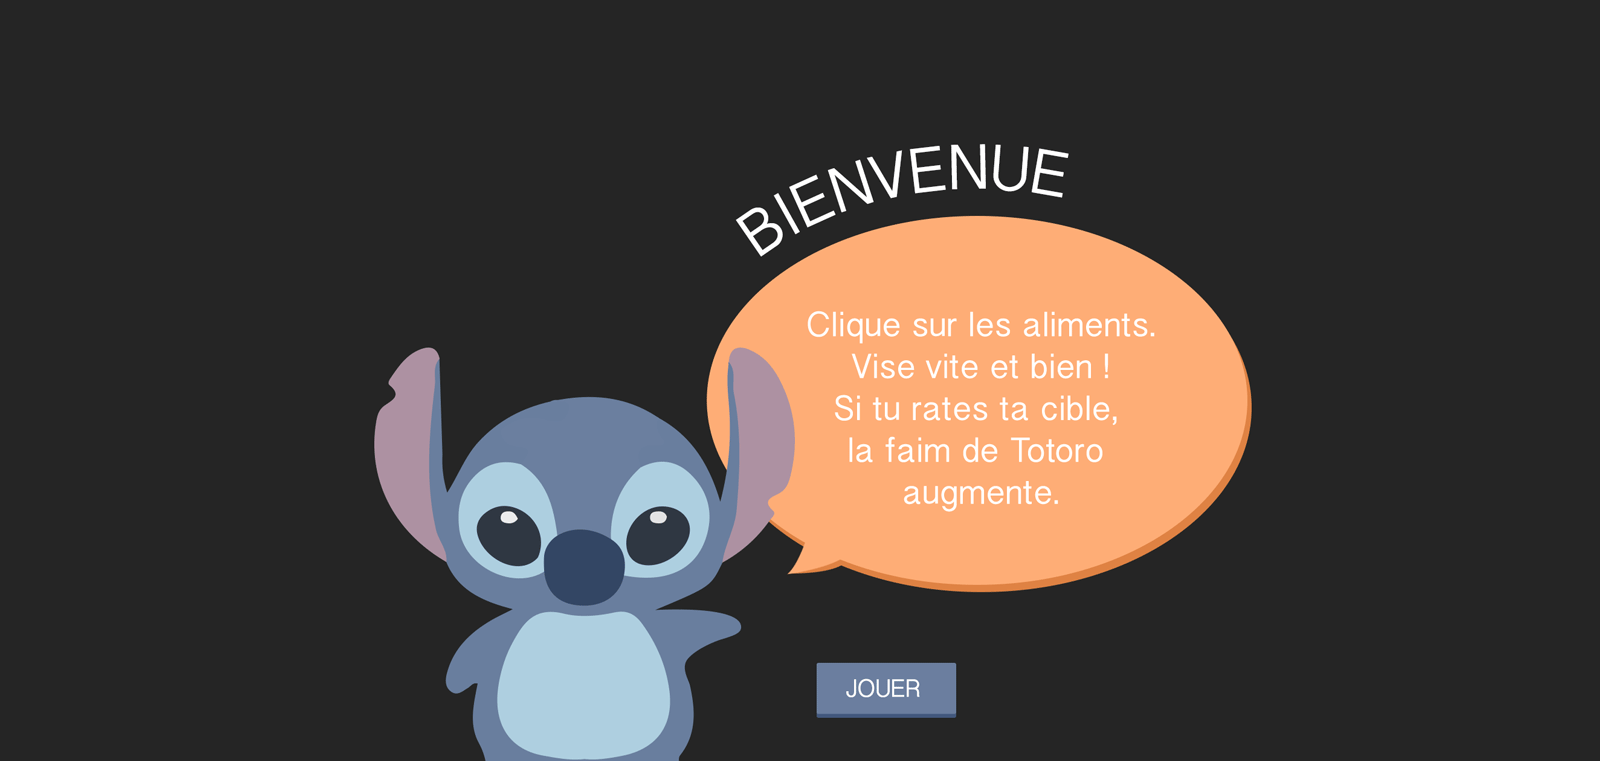 BIENVENUE
Clique sur les aliments.
Vise vite et bien !
Si tu rates ta cible,
la faim de Totoro
augmente.
JOUER